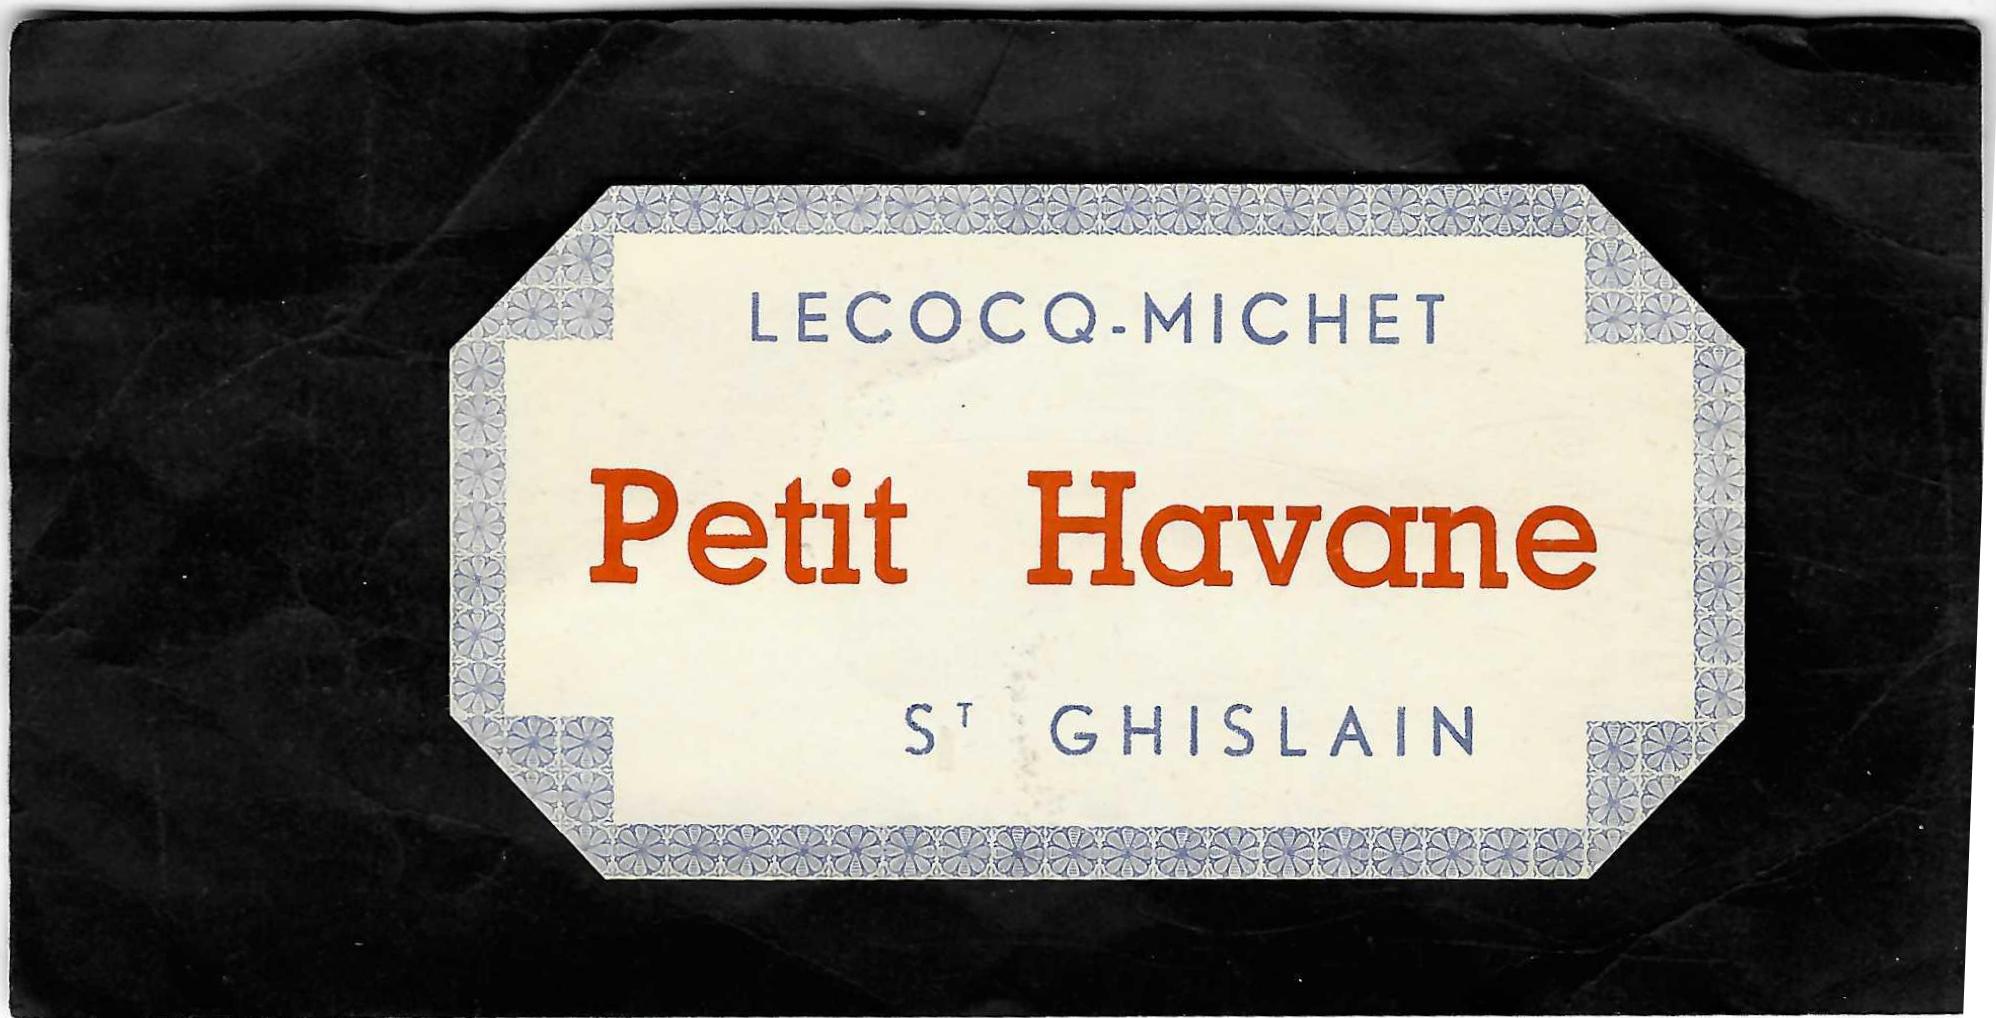 LECOCQ-MICHET
Petit Havane
Sᵀ GHISLAIN